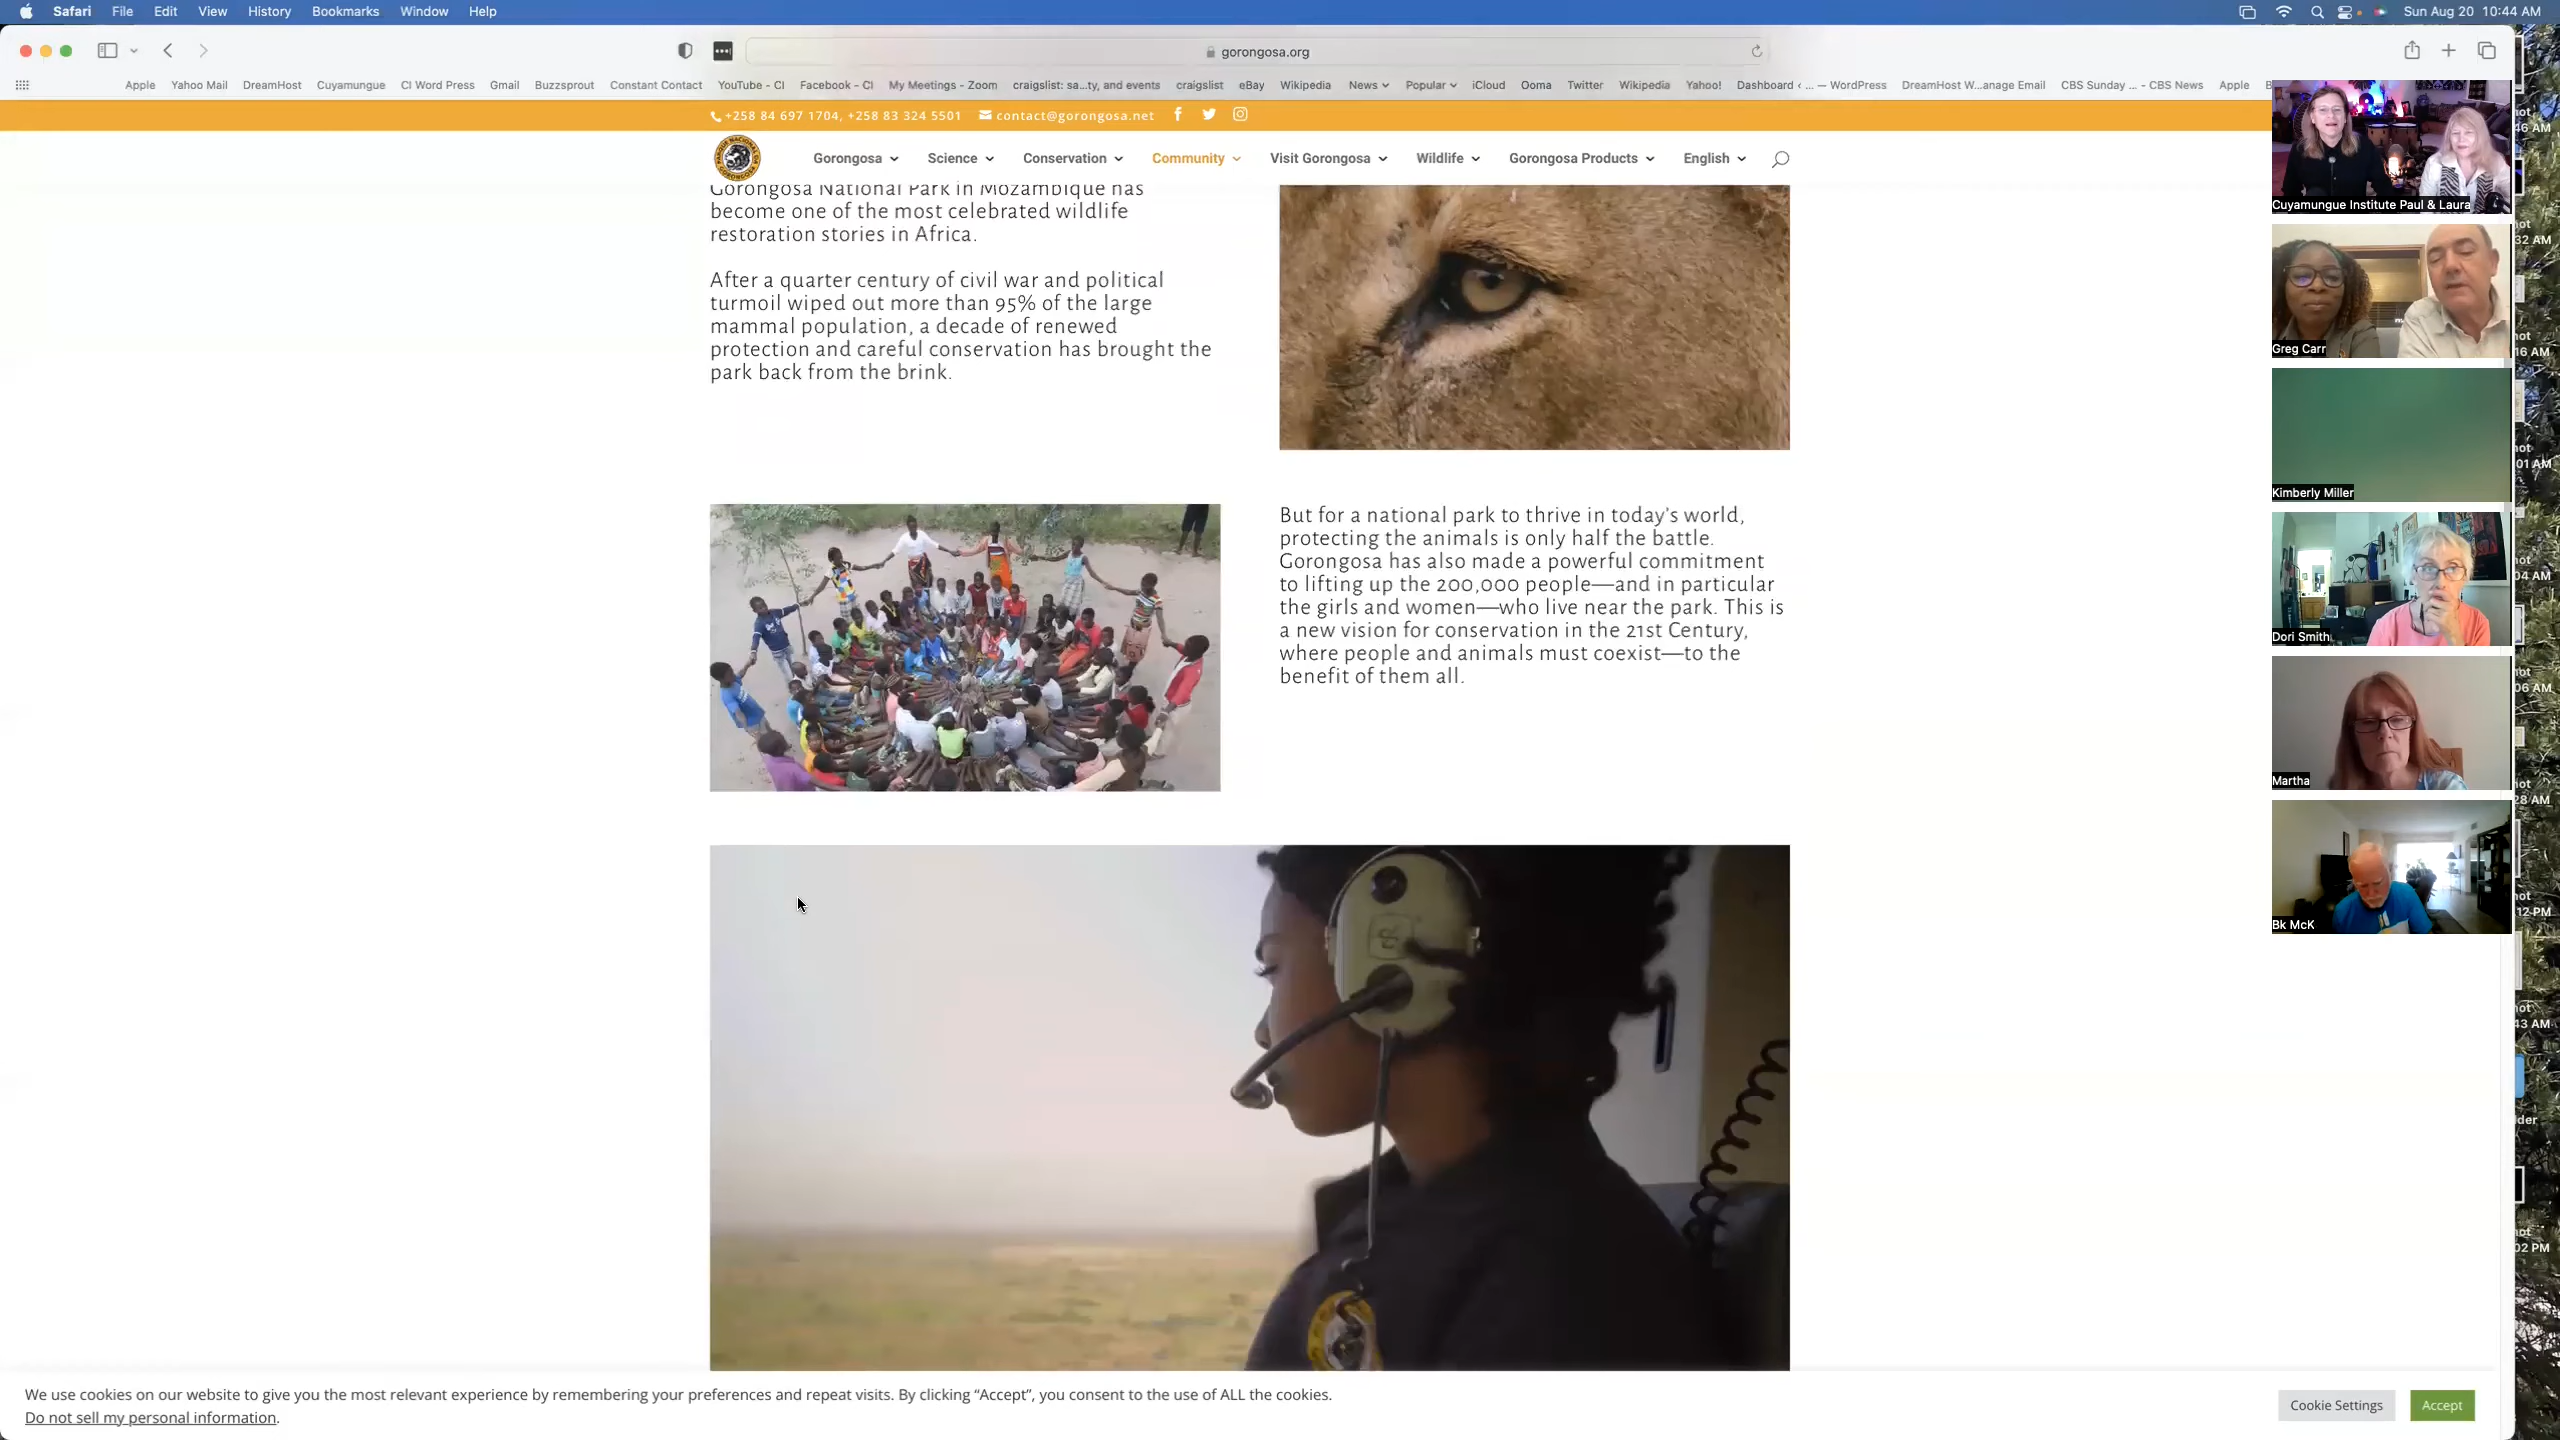 Safari File Edit View History Bookmarks Window Help Sun Aug 20 10:44 AM
gorongosa.org
Apple Yahoo Mail DreamHost Cuyamungue CI Word Press Gmail Buzzsprout Constant Contact YouTube - CI Facebook - CI My Meetings - Zoom craigslist: sa...ty, and events craigslist eBay Wikipedia News Popular iCloud Ooma Twitter Wikipedia Yahoo! Dashboard ‹ ... — WordPress DreamHost W...anage Email CBS Sunday ... - CBS News Apple
+258 84 697 1704, +258 83 324 5501 contact@gorongosa.net
Gorongosa Science Conservation Community Visit Gorongosa Wildlife Gorongosa Products English
Gorongosa National Park in Mozambique has
become one of the most celebrated wildlife
restoration stories in Africa.
After a quarter century of civil war and political
turmoil wiped out more than 95% of the large
mammal population, a decade of renewed
protection and careful conservation has brought the
park back from the brink.
But for a national park to thrive in today's world,
protecting the animals is only half the battle.
Gorongosa has also made a powerful commitment
to lifting up the 200,000 people—and in particular
the girls and women—who live near the park. This is
a new vision for conservation in the 21st Century,
where people and animals must coexist—to the
benefit of them all.
Cuyamungue Institute Paul & Laura
Greg Carr
Kimberly Miller
Dori Smith
Martha
Bk McK
We use cookies on our website to give you the most relevant experience by remembering your preferences and repeat visits. By clicking “Accept”, you consent to the use of ALL the cookies.
Do not sell my personal information.
Cookie Settings Accept